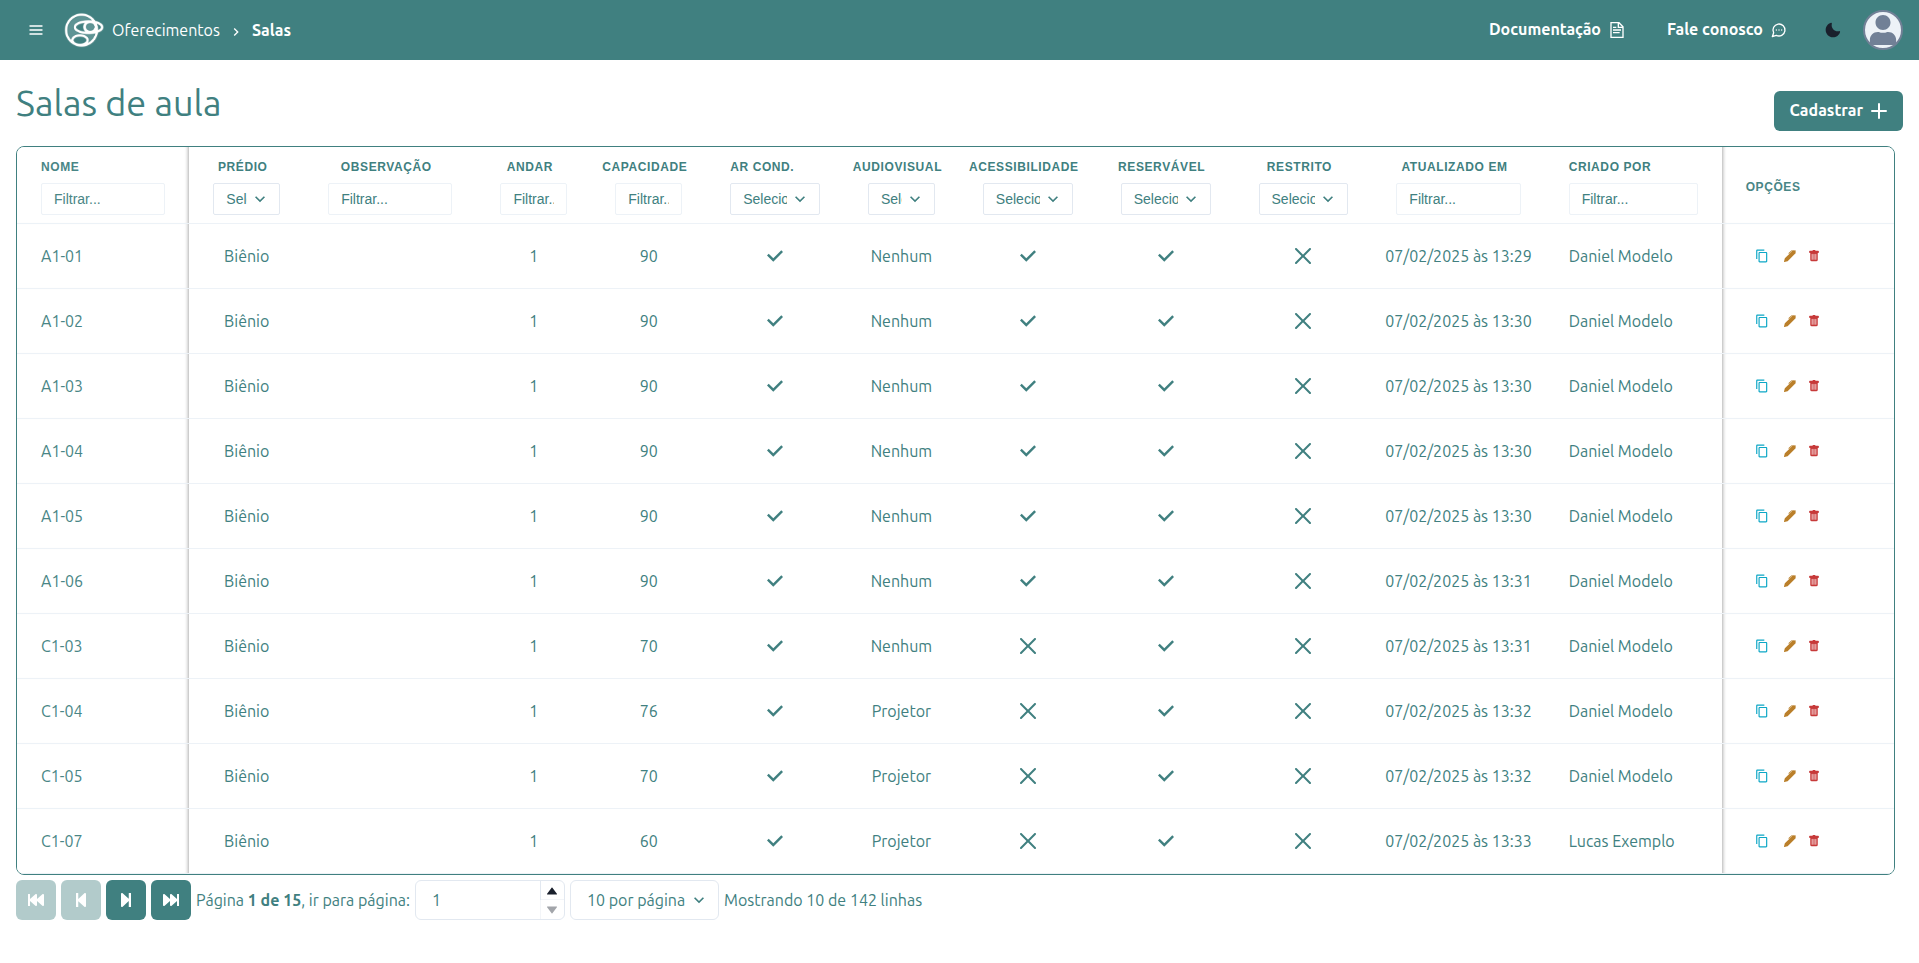 Oferecimentos › Salas
Documentação
Fale conosco
Salas de aula
Cadastrar
NOME PRÉDIO OBSERVAÇÃO ANDAR CAPACIDADE AR COND. AUDIOVISUAL ACESSIBILIDADE RESERVÁVEL RESTRITO ATUALIZADO EM CRIADO POR OPÇÕES
Filtrar... Sel Filtrar... Filtrar.. Filtrar.. Selecic Sel Selecic Selecic Selecic Filtrar... Filtrar...
A1-01 Biênio 1 90 Nenhum 07/02/2025 às 13:29 Daniel Modelo
A1-02 Biênio 1 90 Nenhum 07/02/2025 às 13:30 Daniel Modelo
A1-03 Biênio 1 90 Nenhum 07/02/2025 às 13:30 Daniel Modelo
A1-04 Biênio 1 90 Nenhum 07/02/2025 às 13:30 Daniel Modelo
A1-05 Biênio 1 90 Nenhum 07/02/2025 às 13:30 Daniel Modelo
A1-06 Biênio 1 90 Nenhum 07/02/2025 às 13:31 Daniel Modelo
C1-03 Biênio 1 70 Nenhum 07/02/2025 às 13:31 Daniel Modelo
C1-04 Biênio 1 76 Projetor 07/02/2025 às 13:32 Daniel Modelo
C1-05 Biênio 1 70 Projetor 07/02/2025 às 13:32 Daniel Modelo
C1-07 Biênio 1 60 Projetor 07/02/2025 às 13:33 Lucas Exemplo
Página 1 de 15, ir para página: 1 10 por página Mostrando 10 de 142 linhas